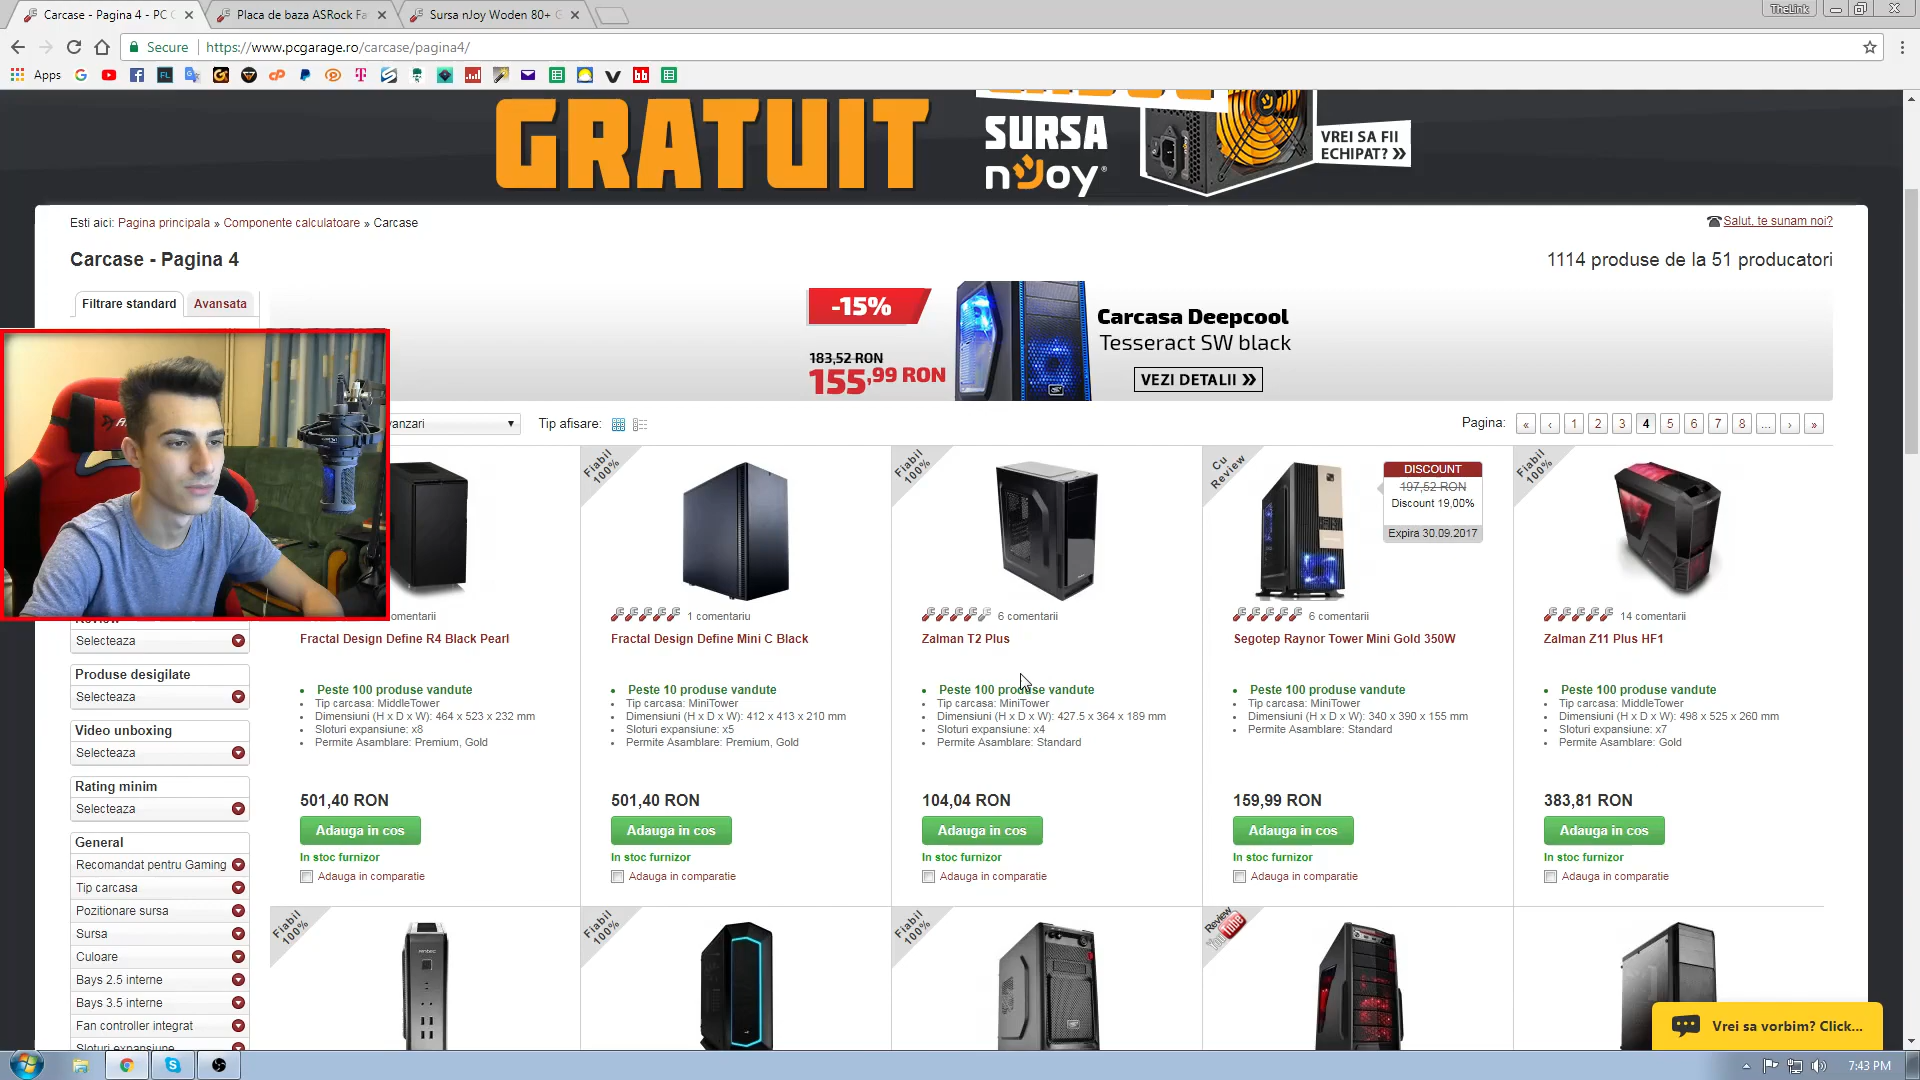 Carcase - Pagina 4 - PC G
Placa de baza ASRock Fa
Sursa nJoy Woden 80+ G
TheLink
Secure
https://www.pcgarage.ro/carcase/pagina4/
Apps
GRATUIT
SURSA
nJoy
VREI SA FII
ECHIPAT? »
Esti aici: Pagina principala » Componente calculatoare » Carcase
Salut, te sunam noi?
Carcase - Pagina 4
1114 produse de la 51 producatori
Filtrare standard
Avansata
-15%
183,52 RON
155,99 RON
Carcasa Deepcool
Tesseract SW black
VEZI DETALII »
anzari
Tip afisare:
Pagina: « ‹ 1 2 3 4 5 6 7 8 ... › »
Fiabil 100%
Fiabil 100%
Cu Review
DISCOUNT
197,52 RON
Discount 19,00%
Expira 30.09.2017
Fiabil 100%
omentarii
1 comentariu
6 comentarii
6 comentarii
14 comentarii
Fractal Design Define R4 Black Pearl
Fractal Design Define Mini C Black
Zalman T2 Plus
Segotep Raynor Tower Mini Gold 350W
Zalman Z11 Plus HF1
Peste 100 produse vandute
Tip carcasa: MiddleTower
Dimensiuni (H x D x W): 464 x 523 x 232 mm
Sloturi expansiune: x8
Permite Asamblare: Premium, Gold
501,40 RON
Adauga in cos
In stoc furnizor
Adauga in comparatie
Peste 10 produse vandute
Tip carcasa: MiniTower
Dimensiuni (H x D x W): 412 x 413 x 210 mm
Sloturi expansiune: x5
Permite Asamblare: Premium, Gold
501,40 RON
Adauga in cos
In stoc furnizor
Adauga in comparatie
Peste 100 produse vandute
Tip carcasa: MiniTower
Dimensiuni (H x D x W): 427.5 x 364 x 189 mm
Sloturi expansiune: x4
Permite Asamblare: Standard
104,04 RON
Adauga in cos
In stoc furnizor
Adauga in comparatie
Peste 100 produse vandute
Tip carcasa: MiniTower
Dimensiuni (H x D x W): 340 x 390 x 155 mm
Permite Asamblare: Standard
159,99 RON
Adauga in cos
In stoc furnizor
Adauga in comparatie
Peste 100 produse vandute
Tip carcasa: MiddleTower
Dimensiuni (H x D x W): 498 x 525 x 260 mm
Sloturi expansiune: x7
Permite Asamblare: Gold
383,81 RON
Adauga in cos
In stoc furnizor
Adauga in comparatie
Review
Selecteaza
Produse desigilate
Selecteaza
Video unboxing
Selecteaza
Rating minim
Selecteaza
General
Recomandat pentru Gaming
Tip carcasa
Pozitionare sursa
Sursa
Culoare
Bays 2.5 interne
Bays 3.5 interne
Fan controller integrat
Sloturi expansiune
Fiabil 100%
Fiabil 100%
Fiabil 100%
Review YouTube
Vrei sa vorbim? Click...
7:43 PM